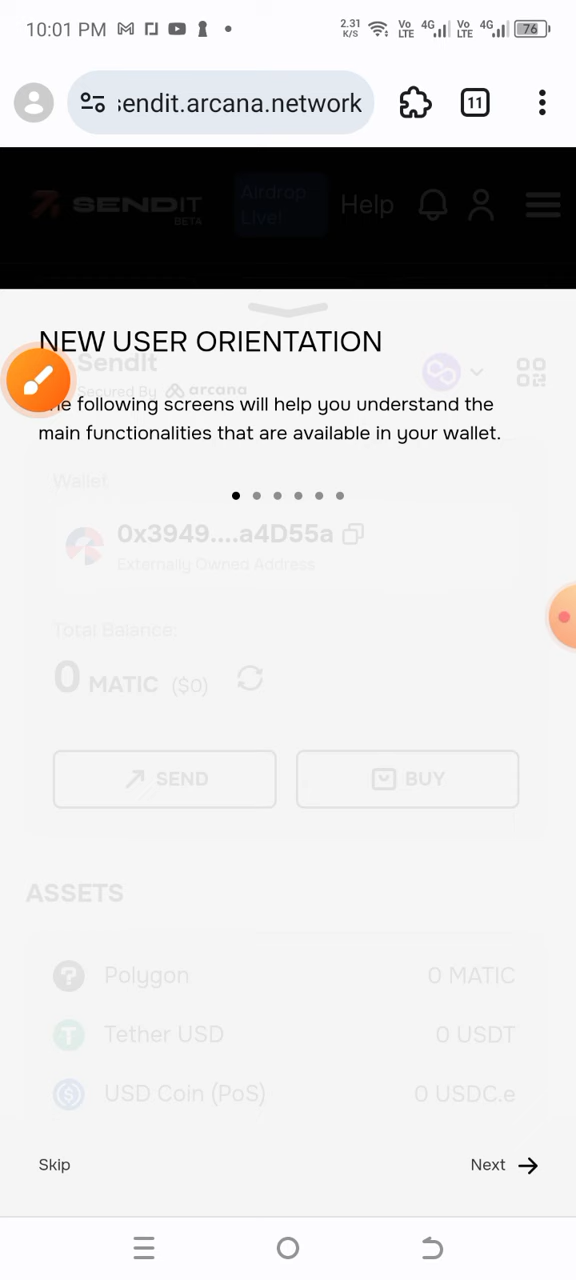 10:01 PM
2.31 K/S
Vo LTE 4G Vo LTE 4G 76
sendit.arcana.network
11
SENDIT
BETA
Airdrop
Live!
Help
NEW USER ORIENTATION
SendIt
Secured By arcana
The following screens will help you understand the
main functionalities that are available in your wallet.
Wallet
0x3949....a4D55a
Externally Owned Address
Total Balance:
0 MATIC ($0)
SEND
BUY
ASSETS
Polygon 0 MATIC
Tether USD 0 USDT
USD Coin (PoS) 0 USDC.e
Skip
Next